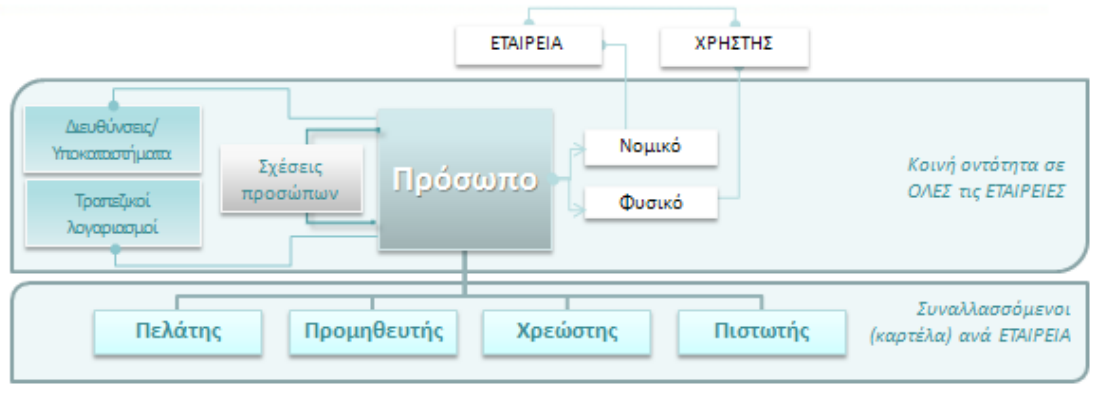 ΕΤΑΙΡΕΙΑ
ΧΡΗΣΤΗΣ
Διευθύνσεις/
Υποκαταστήματα
Τραπεζικοί
λογαριασμοί
Σχέσεις
προσώπων
Πρόσωπο
Νομικό
Φυσικό
Κοινή οντότητα σε
ΟΛΕΣ τις ΕΤΑΙΡΕΙΕΣ
Πελάτης
Προμηθευτής
Χρεώστης
Πιστωτής
Συναλλασσόμενοι
(καρτέλα) ανά ΕΤΑΙΡΕΙΑ